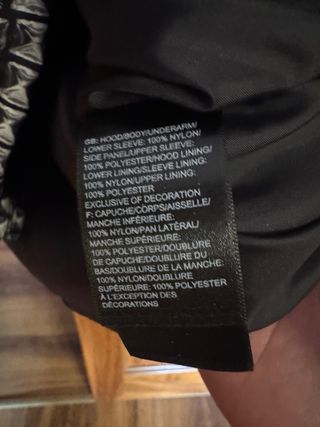 GB: HOOD/BODY/UNDERARM/
LOWER SLEEVE: 100% NYLON/
SIDE PANEL/UPPER SLEEVE:
100% POLYESTER/HOOD LINING/
LOWER LINING/SLEEVE LINING:
100% NYLON/UPPER LINING:
100% POLYESTER
EXCLUSIVE OF DECORATION
F: CAPUCHE/CORPS/AISSELLE/
MANCHE INFÉRIEURE:
100% NYLON/PAN LATÉRAL/
MANCHE SUPÉRIEURE:
100% POLYESTER/DOUBLURE
DE CAPUCHE/DOUBLURE DU
BAS/DOUBLURE DE LA MANCHE:
100% NYLON/DOUBLURE
SUPÉRIEURE: 100% POLYESTER
À L'EXCEPTION DES
DÉCORATIONS